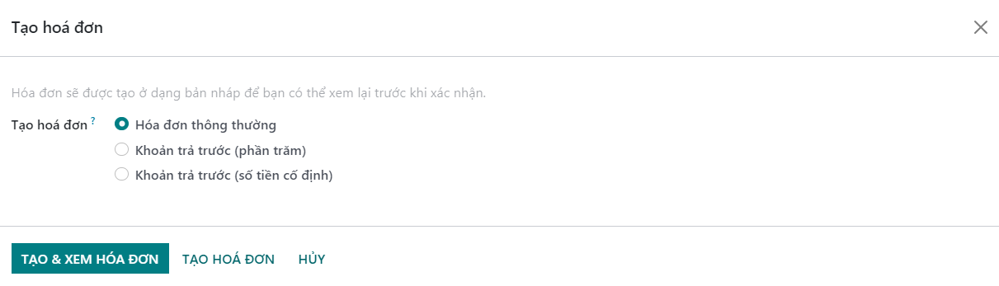 Tạo hoá đơn
Hóa đơn sẽ được tạo ở dạng bản nháp để bạn có thể xem lại trước khi xác nhận.
Tạo hoá đơn ? Hóa đơn thông thường
Khoản trả trước (phần trăm)
Khoản trả trước (số tiền cố định)
TẠO & XEM HÓA ĐƠN TẠO HOÁ ĐƠN HỦY